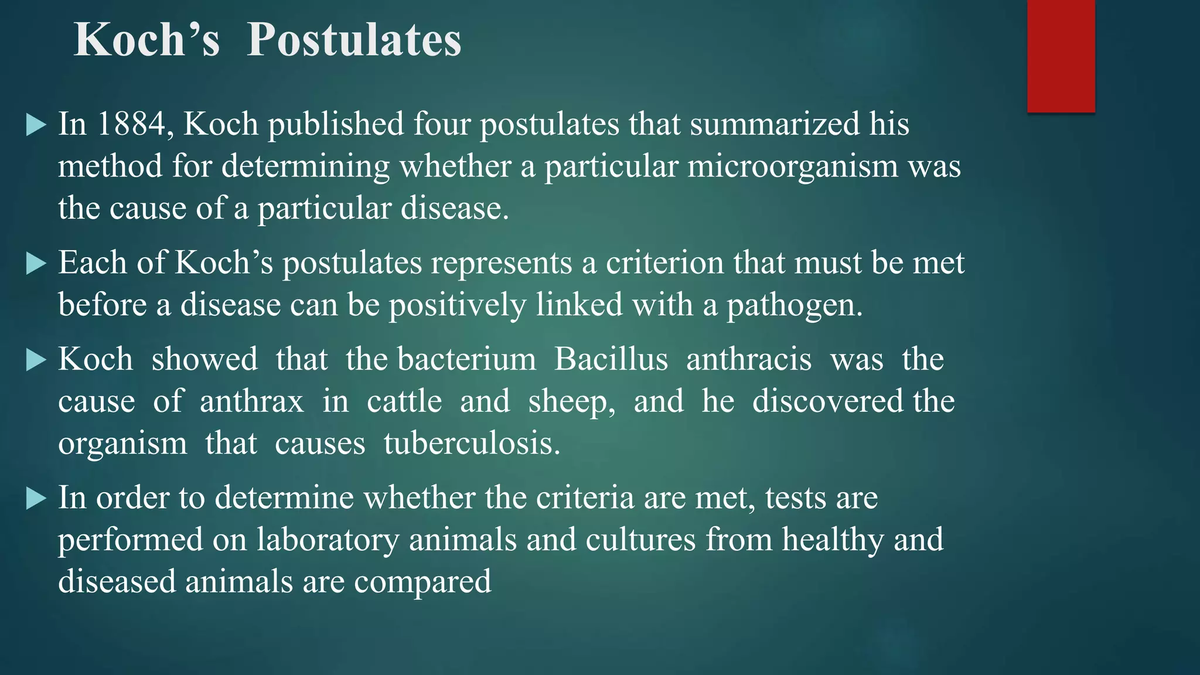 Koch’s Postulates
In 1884, Koch published four postulates that summarized his
method for determining whether a particular microorganism was
the cause of a particular disease.
Each of Koch’s postulates represents a criterion that must be met
before a disease can be positively linked with a pathogen.
Koch showed that the bacterium Bacillus anthracis was the
cause of anthrax in cattle and sheep, and he discovered the
organism that causes tuberculosis.
In order to determine whether the criteria are met, tests are
performed on laboratory animals and cultures from healthy and
diseased animals are compared